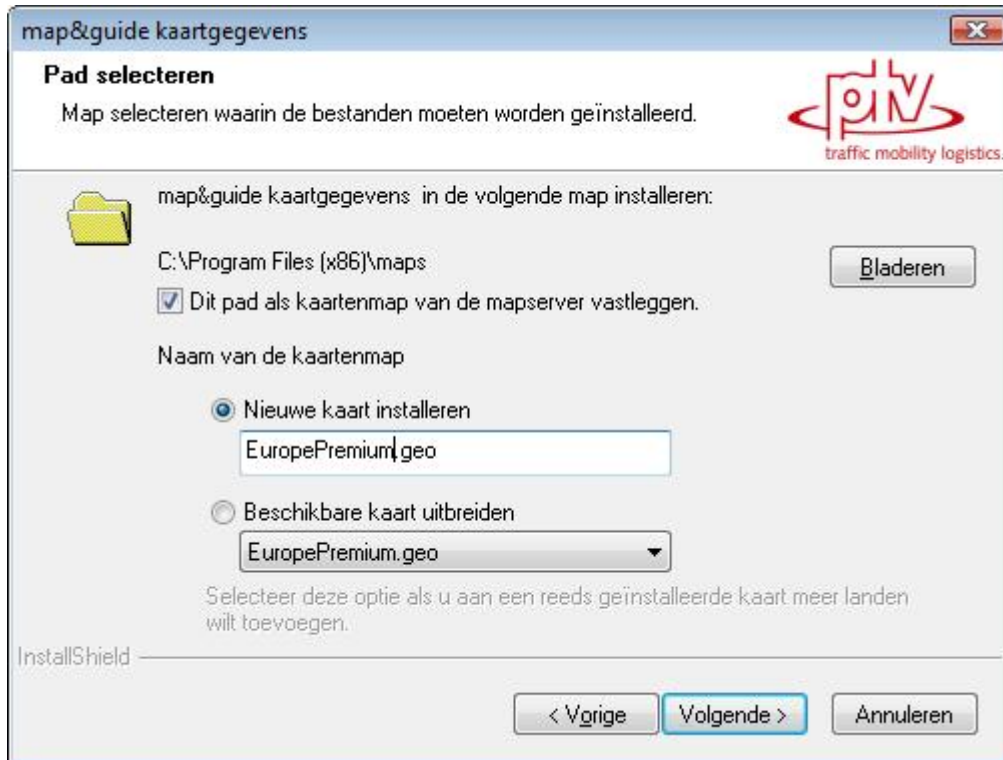 map&guide kaartgegevens
Pad selecteren
Map selecteren waarin de bestanden moeten worden geïnstalleerd.
ptv
traffic mobility logistics.
map&guide kaartgegevens in de volgende map installeren:
C:\Program Files (x86)\maps
Bladeren
Dit pad als kaartenmap van de mapserver vastleggen.
Naam van de kaartenmap
Nieuwe kaart installeren
EuropePremium.geo
Beschikbare kaart uitbreiden
EuropePremium.geo
Selecteer deze optie als u aan een reeds geïnstalleerde kaart meer landen
wilt toevoegen.
InstallShield
< Vorige
Volgende >
Annuleren